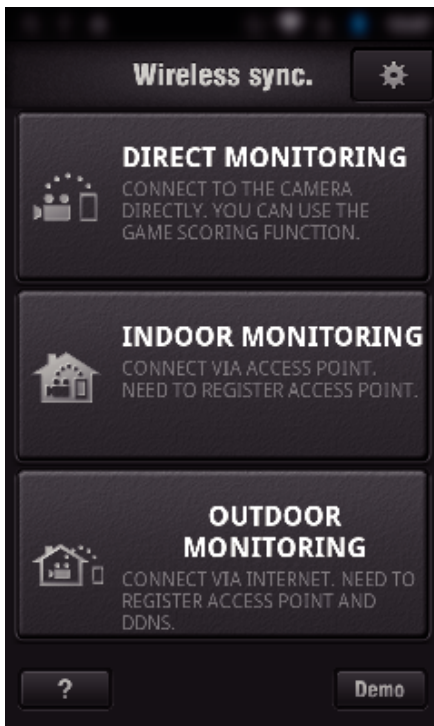 Wireless sync.
DIRECT MONITORING
CONNECT TO THE CAMERA
DIRECTLY. YOU CAN USE THE
GAME SCORING FUNCTION.
INDOOR MONITORING
CONNECT VIA ACCESS POINT.
NEED TO REGISTER ACCESS POINT.
OUTDOOR
MONITORING
CONNECT VIA INTERNET. NEED TO
REGISTER ACCESS POINT AND
DDNS.
?
Demo